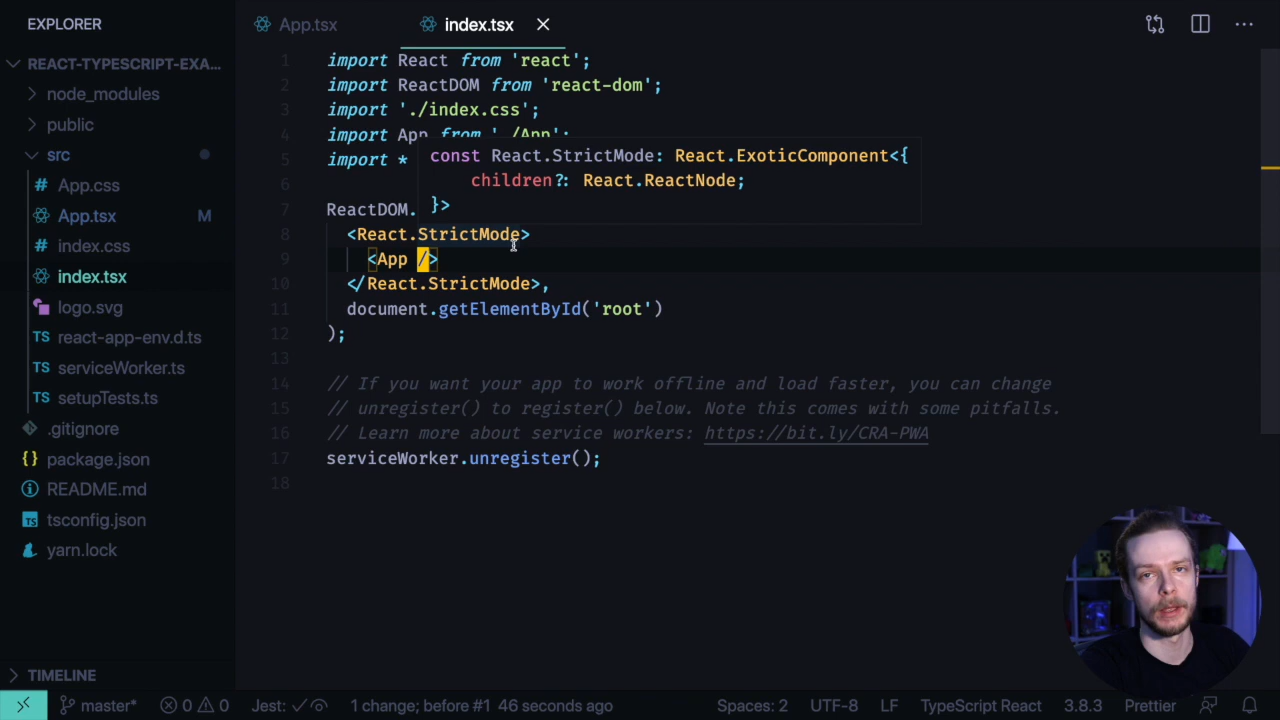 EXPLORER
App.tsx
index.tsx
REACT-TYPESCRIPT-EXA...
node_modules
public
src
# App.css
App.tsx M
# index.css
index.tsx
logo.svg
TS react-app-env.d.ts
TS serviceWorker.ts
TS setupTests.ts
.gitignore
{} package.json
README.md
TS tsconfig.json
yarn.lock
TIMELINE
1 import React from 'react';
2 import ReactDOM from 'react-dom';
3 import './index.css';
4 import App from './App';
5 import *
const React.StrictMode: React.ExoticComponent<{
children?: React.ReactNode;
}>
6
7 ReactDOM.
8 <React.StrictMode>
9 <App />
10 </React.StrictMode>,
11 document.getElementById('root')
12 );
13
14 // If you want your app to work offline and load faster, you can change
15 // unregister() to register() below. Note this comes with some pitfalls.
16 // Learn more about service workers: https://bit.ly/CRA-PWA
17 serviceWorker.unregister();
18
master* 0 0 Jest: 1 change; before #1 46 seconds ago Spaces: 2 UTF-8 LF TypeScript React 3.8.3 Prettier